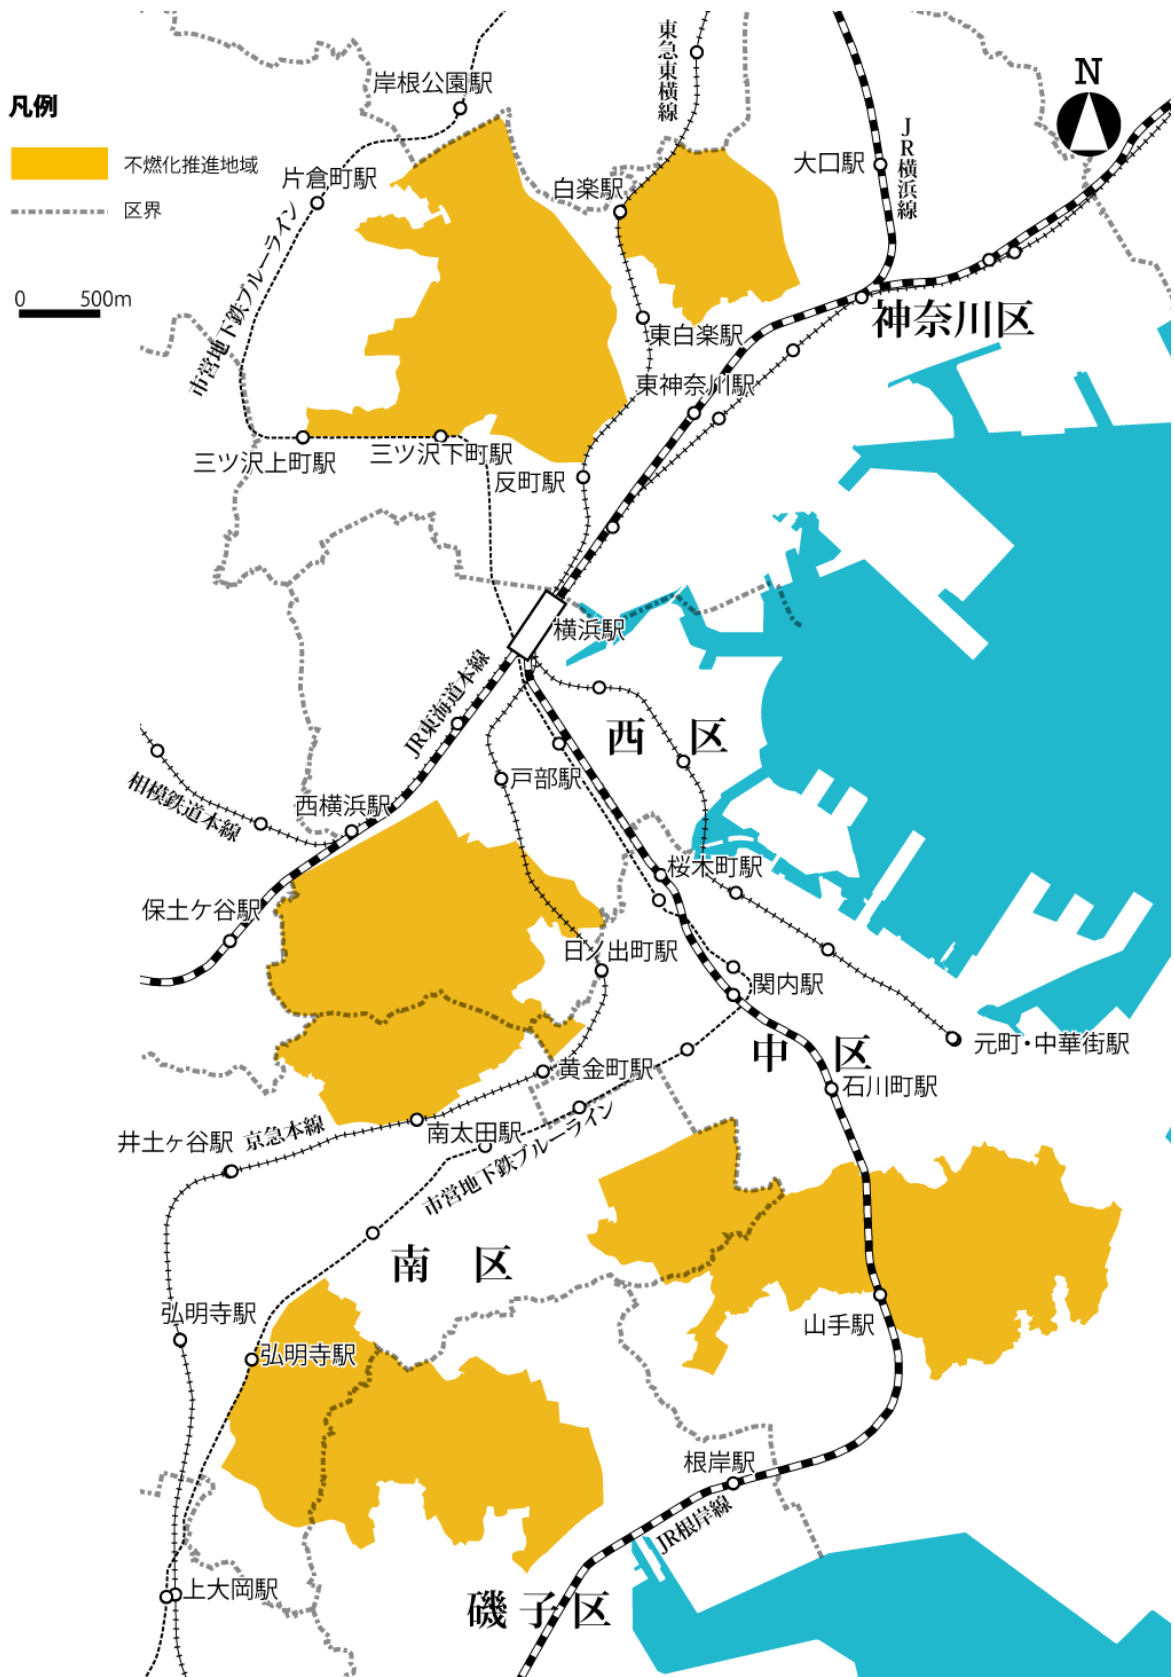 凡例
不燃化推進地域
区界
0 500m
N
岸根公園駅
東急東横線
片倉町駅
白楽駅
大口駅
JR横浜線
市営地下鉄ブルーライン
神奈川区
東白楽駅
東神奈川駅
三ツ沢上町駅
三ツ沢下町駅
反町駅
横浜駅
JR東海道本線
西区
戸部駅
相模鉄道本線
西横浜駅
桜木町駅
保土ケ谷駅
日ノ出町駅
関内駅
中区
元町・中華街駅
黄金町駅
石川町駅
井土ヶ谷駅
京急本線
南太田駅
市営地下鉄ブルーライン
南区
山手駅
弘明寺駅
弘明寺駅
根岸駅
JR根岸線
上大岡駅
磯子区